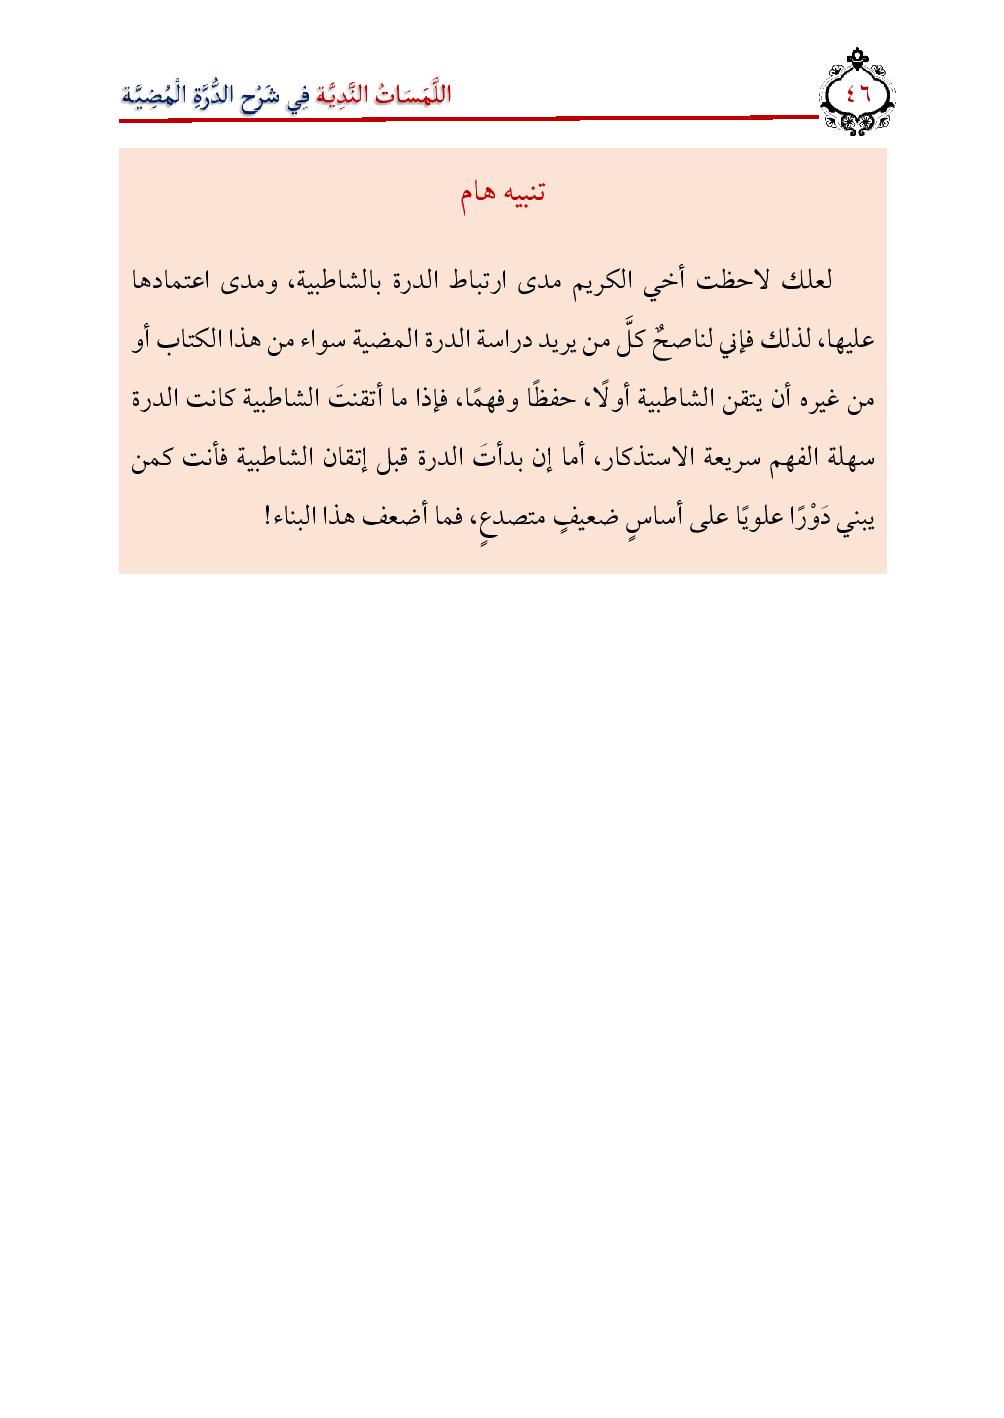 ٤٦
اللَّمَسَاتُ النَّدِيَّة فِي شَرْح الدُّرَّةِ الْمُضِيَّة
تنبيه هام
لعلك لاحظت أخي الكريم مدى ارتباط الدرة بالشاطبية، ومدى اعتمادها
عليها، لذلك فإني لناصحٌ كلَّ من يريد دراسة الدرة المضية سواء من هذا الكتاب أو
من غيره أن يتقن الشاطبية أولًا، حفظًا وفهمًا، فإذا ما أتقنتَ الشاطبية كانت الدرة
سهلة الفهم سريعة الاستذكار، أما إن بدأتَ الدرة قبل إتقان الشاطبية فأنت كمن
يبني دَوْرًا علويًا على أساسٍ ضعيفٍ متصدعٍ، فما أضعف هذا البناء!